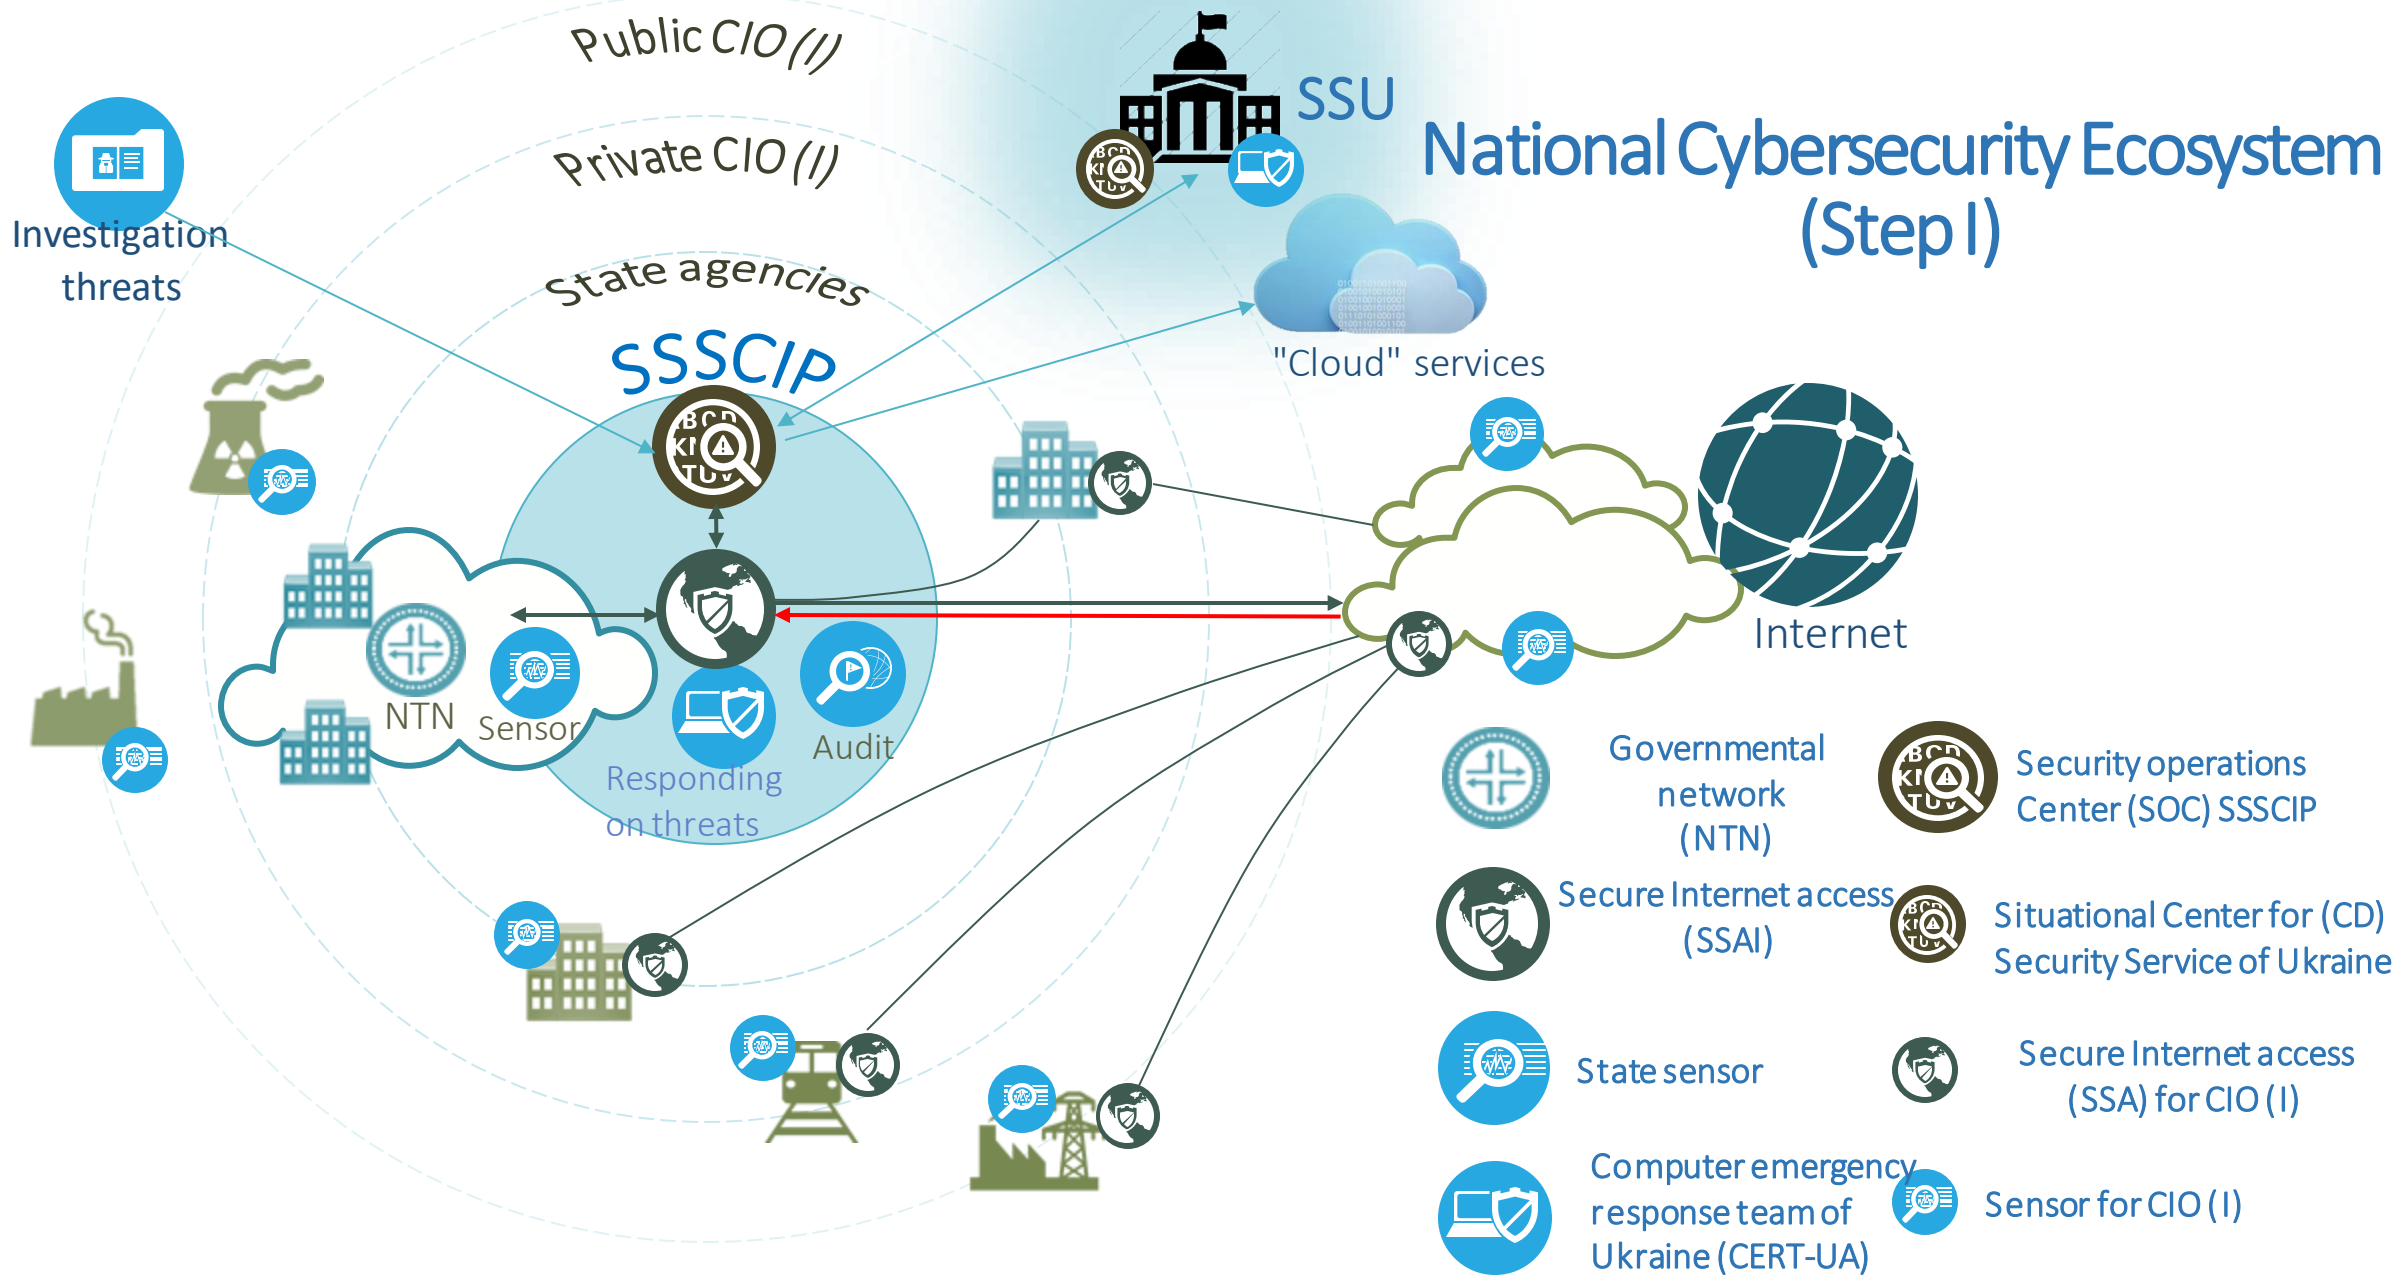 Public CIO (I)
Private CIO (I)
State agencies
SSSCIP
SSU
National Cybersecurity Ecosystem
(Step I)
Investigation
threats
"Cloud" services
Internet
NTN
Sensor
Audit
Responding
on threats
Governmental
network
(NTN)
Security operations
Center (SOC) SSSCIP
Secure Internet access
(SSAI)
Situational Center for (CD)
Security Service of Ukraine
State sensor
Secure Internet access
(SSA) for CIO (I)
Computer emergency
response team of
Ukraine (CERT-UA)
Sensor for CIO (I)